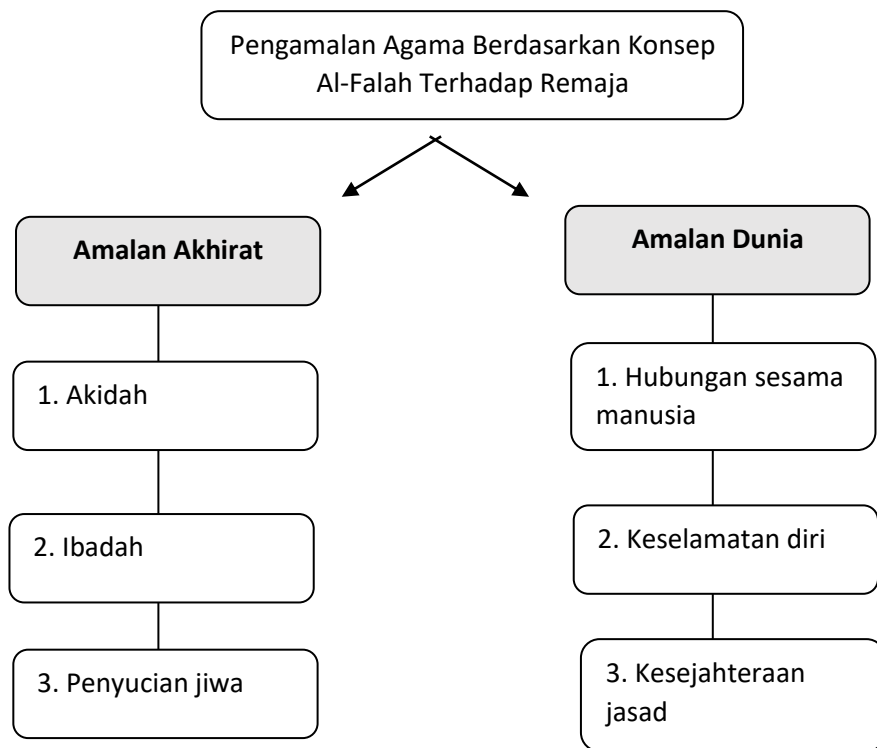 Pengamalan Agama Berdasarkan Konsep
Al-Falah Terhadap Remaja
Amalan Akhirat
1. Akidah
2. Ibadah
3. Penyucian jiwa
Amalan Dunia
1. Hubungan sesama
manusia
2. Keselamatan diri
3. Kesejahteraan
jasad